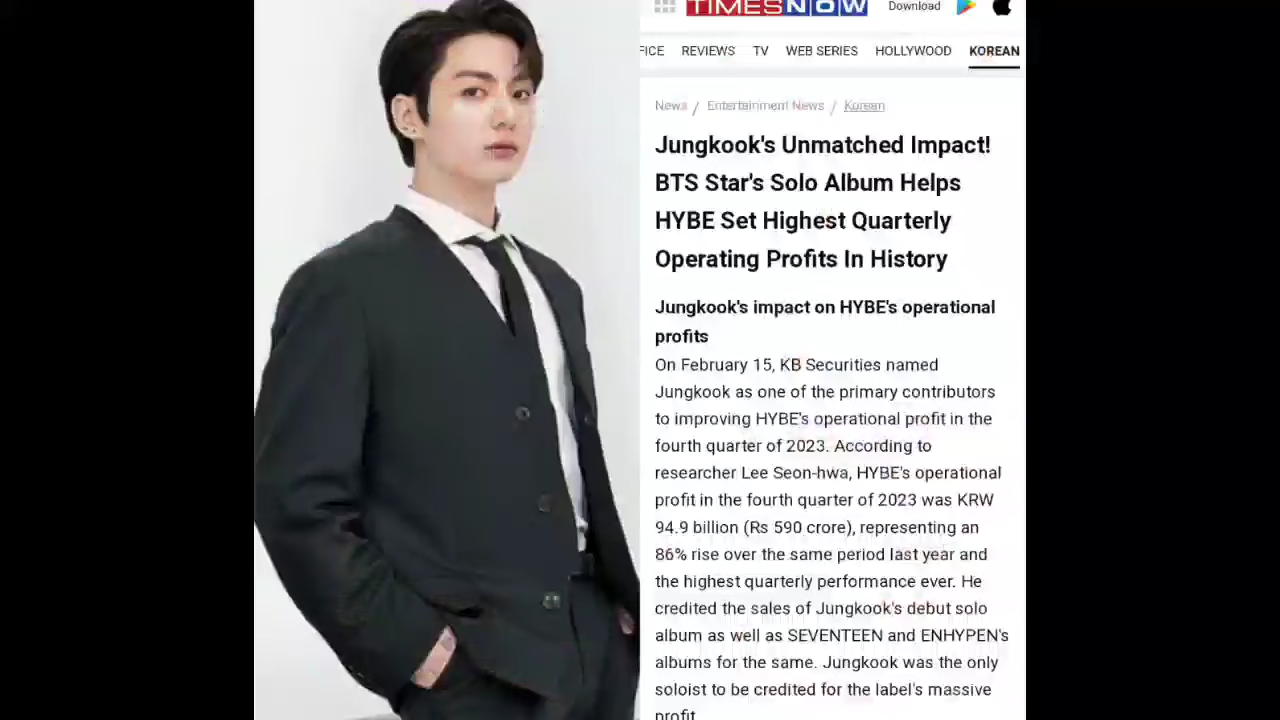 TIMES NOW Download
REVIEWS TV WEB SERIES HOLLYWOOD KOREAN
News / Entertainment News / Korean
Jungkook's Unmatched Impact!
BTS Star's Solo Album Helps
HYBE Set Highest Quarterly
Operating Profits In History
Jungkook's impact on HYBE's operational
profits
On February 15, KB Securities named
Jungkook as one of the primary contributors
to improving HYBE's operational profit in the
fourth quarter of 2023. According to
researcher Lee Seon-hwa, HYBE's operational
profit in the fourth quarter of 2023 was KRW
94.9 billion (Rs 590 crore), representing an
86% rise over the same period last year and
the highest quarterly performance ever. He
credited the sales of Jungkook's debut solo
album as well as SEVENTEEN and ENHYPEN's
albums for the same. Jungkook was the only
soloist to be credited for the label's massive
profit